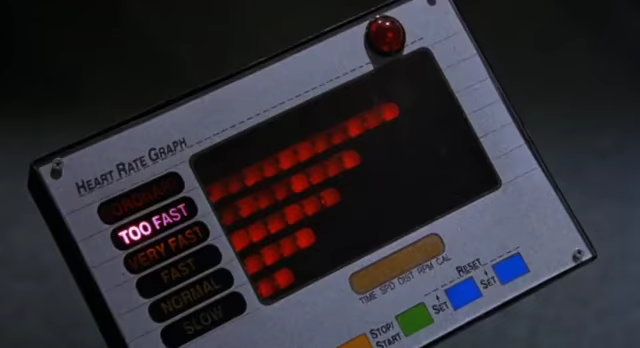 HEART RATE GRAPH
TOO FAST
VERY FAST
FAST
NORMAL
SLOW
TIME SPD DIST RPM CAL
RESET
STOP/
START
SET
SET